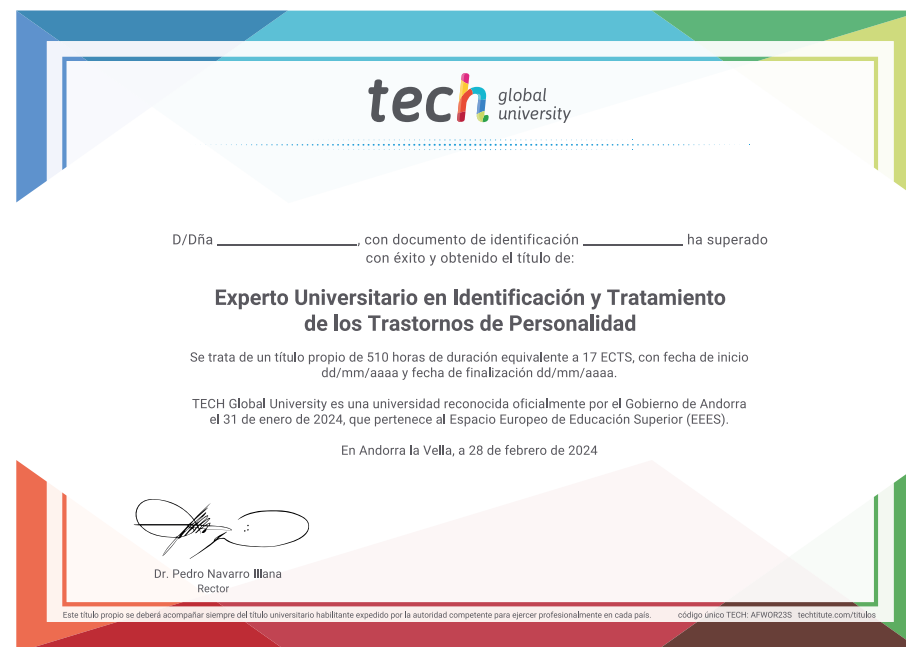 tech global university
D/Dña ____________________, con documento de identificación ______________ ha superado
con éxito y obtenido el título de:
Experto Universitario en Identificación y Tratamiento
de los Trastornos de Personalidad
Se trata de un título propio de 510 horas de duración equivalente a 17 ECTS, con fecha de inicio
dd/mm/aaaa y fecha de finalización dd/mm/aaaa.
TECH Global University es una universidad reconocida oficialmente por el Gobierno de Andorra
el 31 de enero de 2024, que pertenece al Espacio Europeo de Educación Superior (EEES).
En Andorra la Vella, a 28 de febrero de 2024
Dr. Pedro Navarro Illana
Rector
Este título propio se deberá acompañar siempre del título universitario habilitante expedido por la autoridad competente para ejercer profesionalmente en cada país. código único TECH: AFWOR23S techtitute.com/titulos